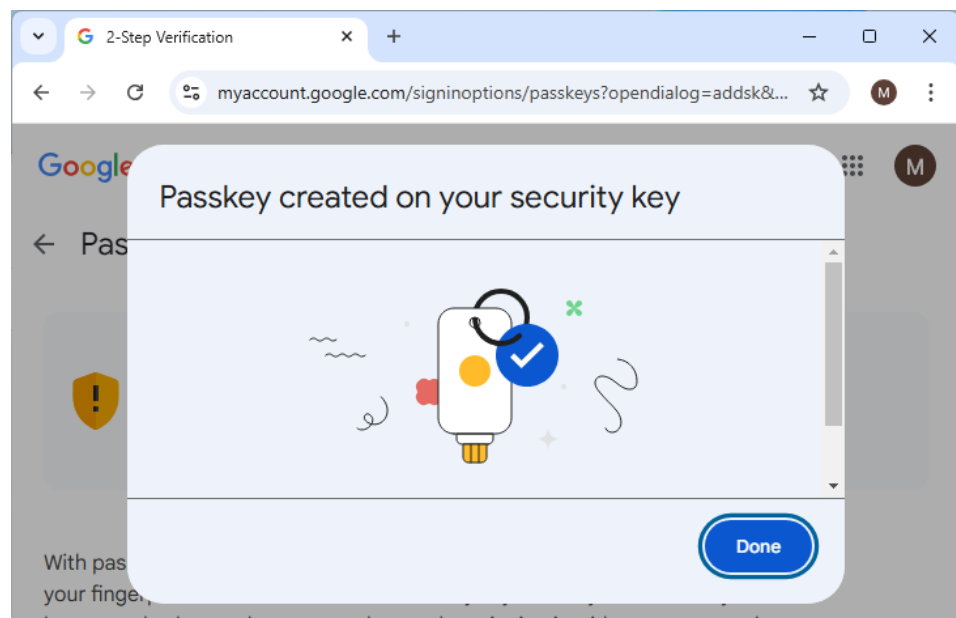 2-Step Verification
myaccount.google.com/signinoptions/passkeys?opendialog=addsk&...
M
Google
M
Passkey created on your security key
Pas
With pas
your finger
Done